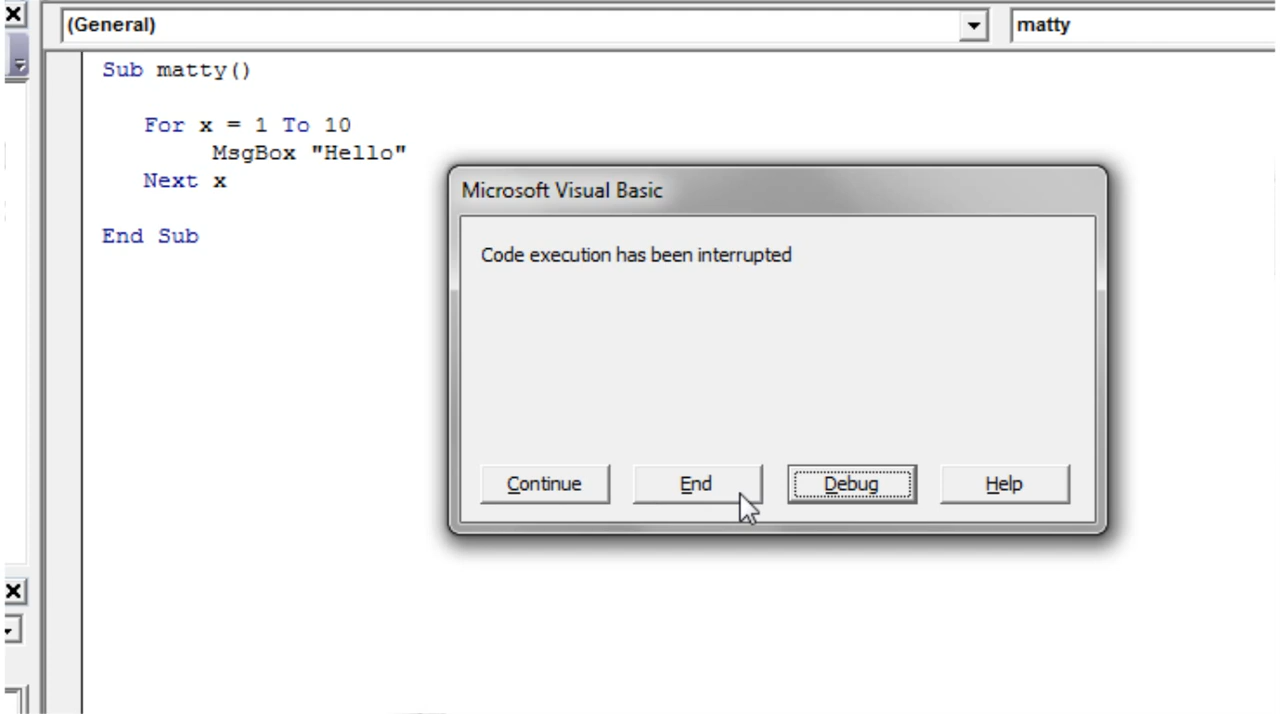 (General)
matty
Sub matty()
For x = 1 To 10
MsgBox "Hello"
Next x
End Sub
Microsoft Visual Basic
Code execution has been interrupted
Continue
End
Debug
Help